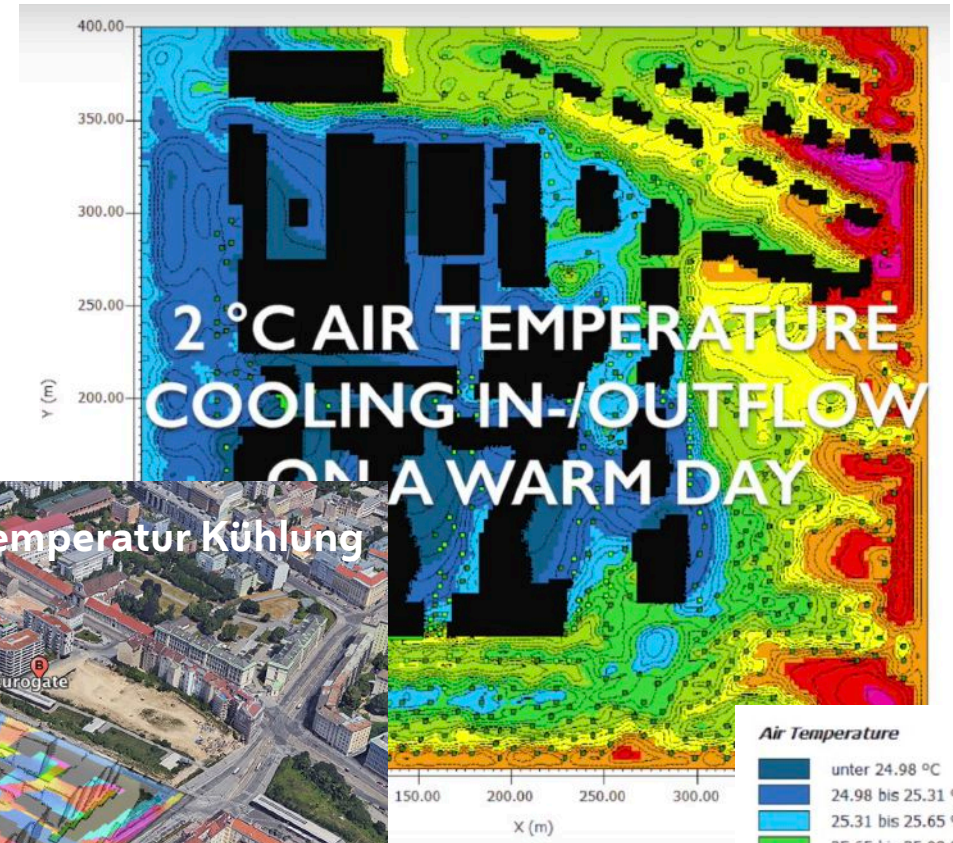 400.00
350.00
300.00
250.00
200.00
Y (m)
2 °C AIR TEMPERATURE
COOLING IN-/OUTFLOW
ON A WARM DAY
Kühlung
B
150.00
200.00
250.00
300.00
X (m)
Air Temperature
unter 24.98 °C
24.98 bis 25.31
25.31 bis 25.65